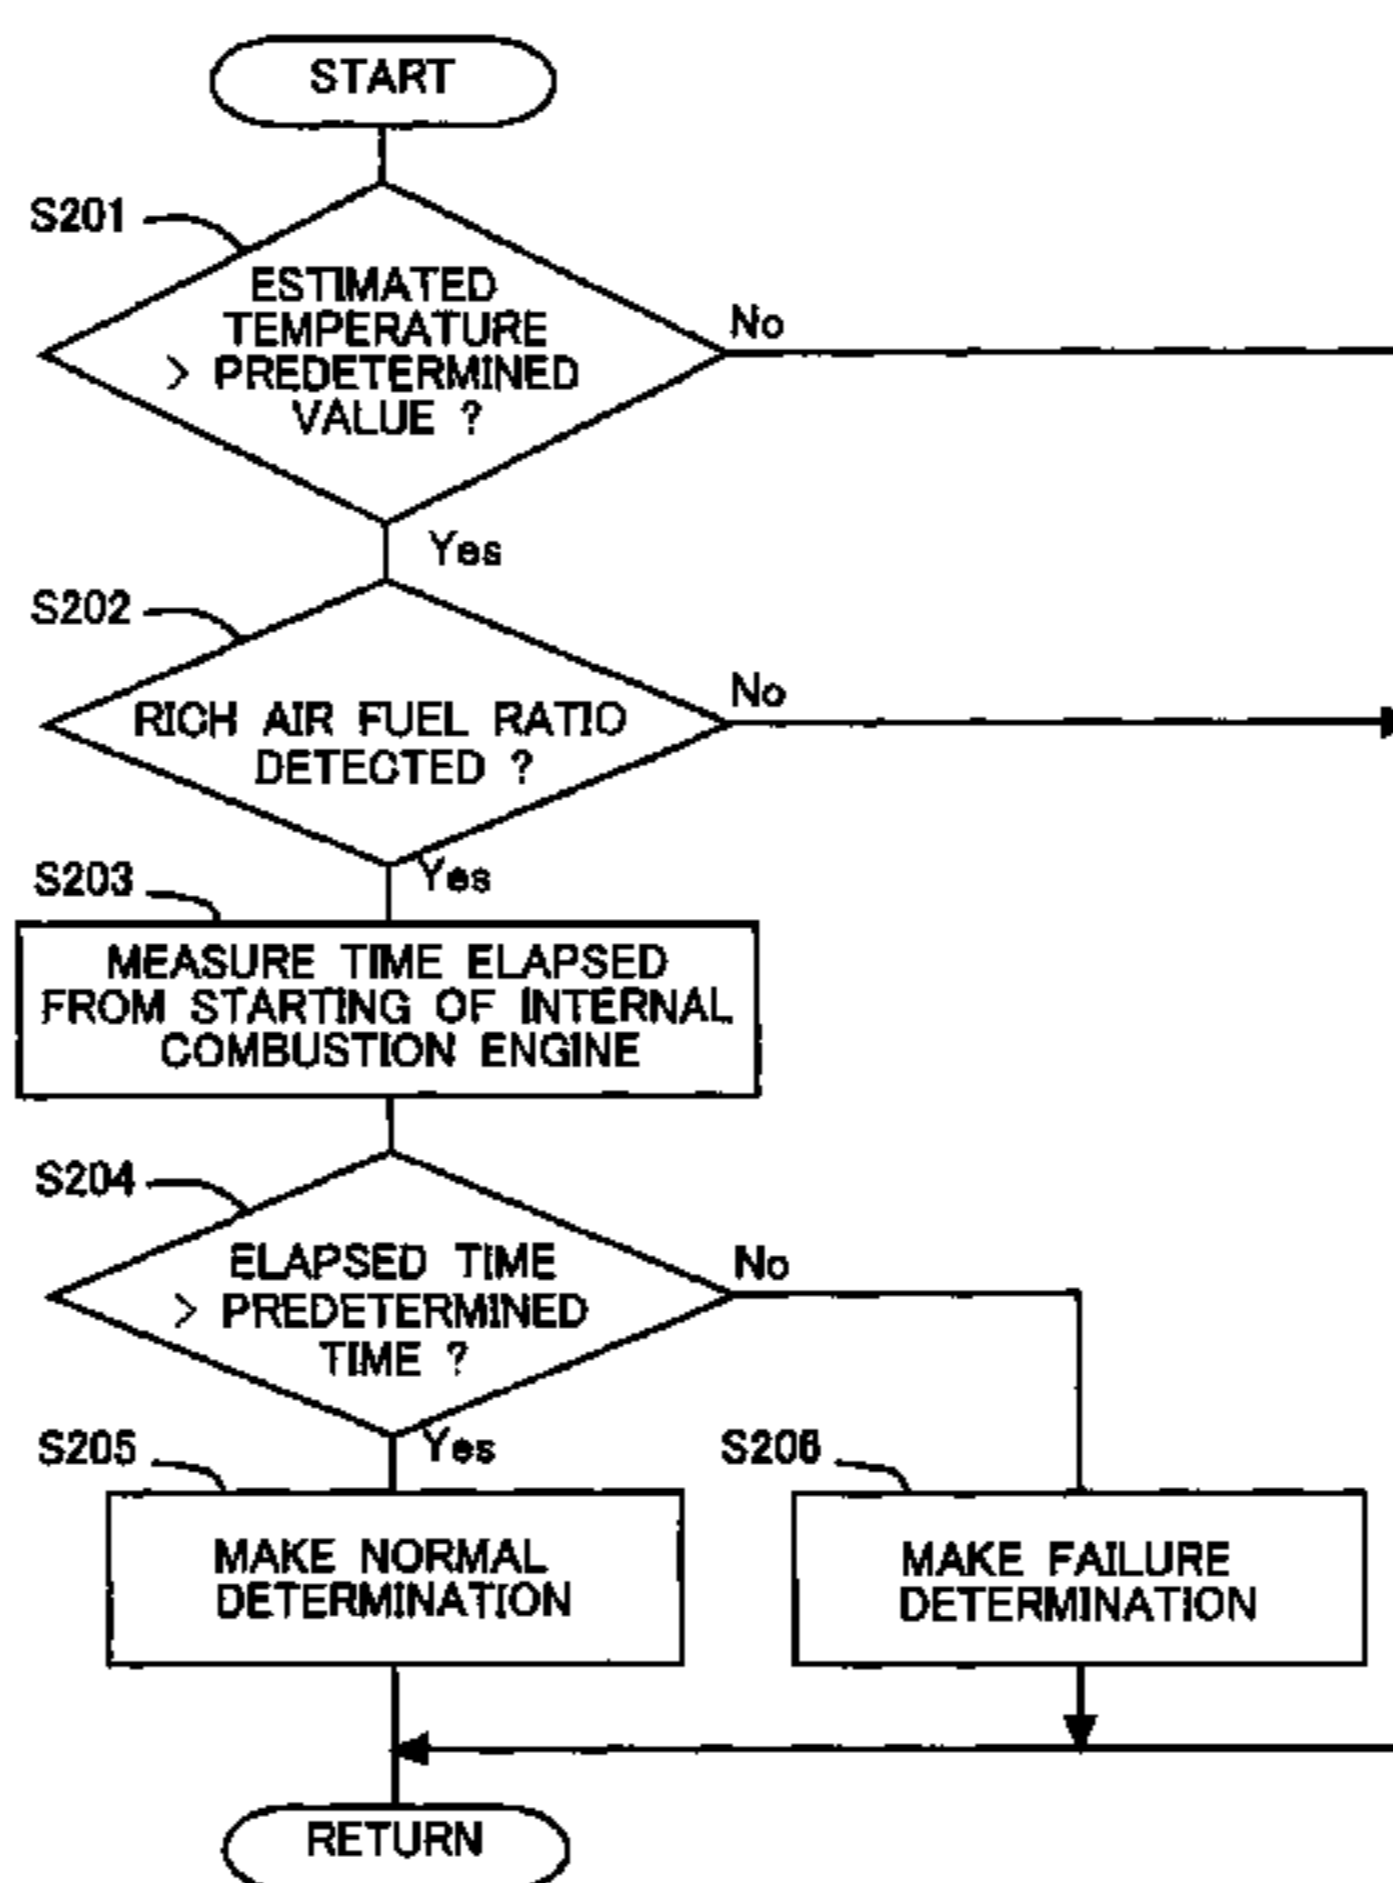 START
S201
ESTIMATED
TEMPERATURE
> PREDETERMINED
VALUE ?
No
Yes
S202
RICH AIR FUEL RATIO
DETECTED ?
No
Yes
S203
MEASURE TIME ELAPSED
FROM STARTING OF INTERNAL
COMBUSTION ENGINE
S204
ELAPSED TIME
> PREDETERMINED
TIME ?
No
Yes
S205
MAKE NORMAL
DETERMINATION
S206
MAKE FAILURE
DETERMINATION
RETURN